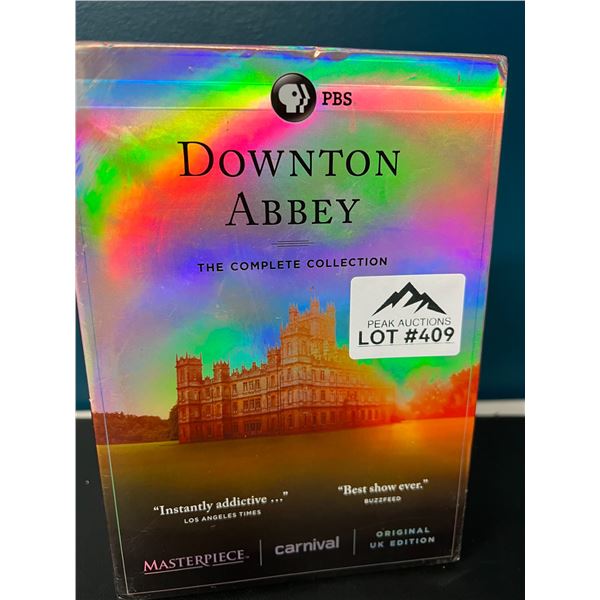 PBS
DOWNTON
ABBEY
THE COMPLETE COLLECTION
PEAK AUCTIONS
LOT #409
“Instantly addictive ...”
LOS ANGELES TIMES
“Best show ever.”
BUZZFEED
MASTERPIECE.
carnival
ORIGINAL
UK EDITION